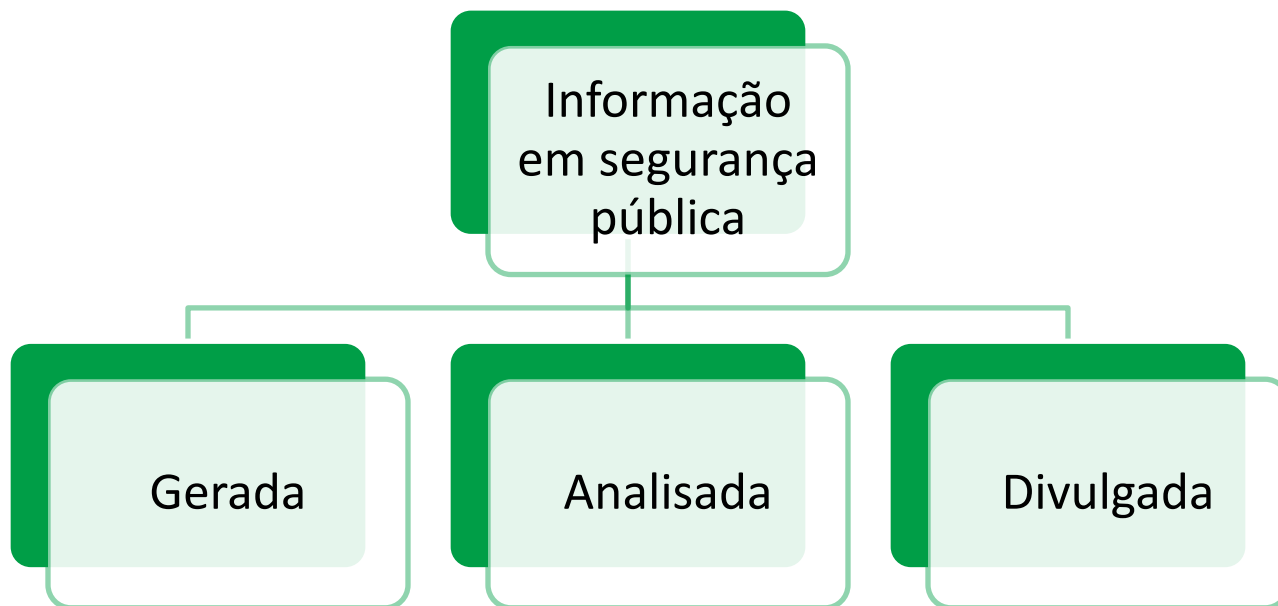 Informação
em segurança
pública
Gerada
Analisada
Divulgada